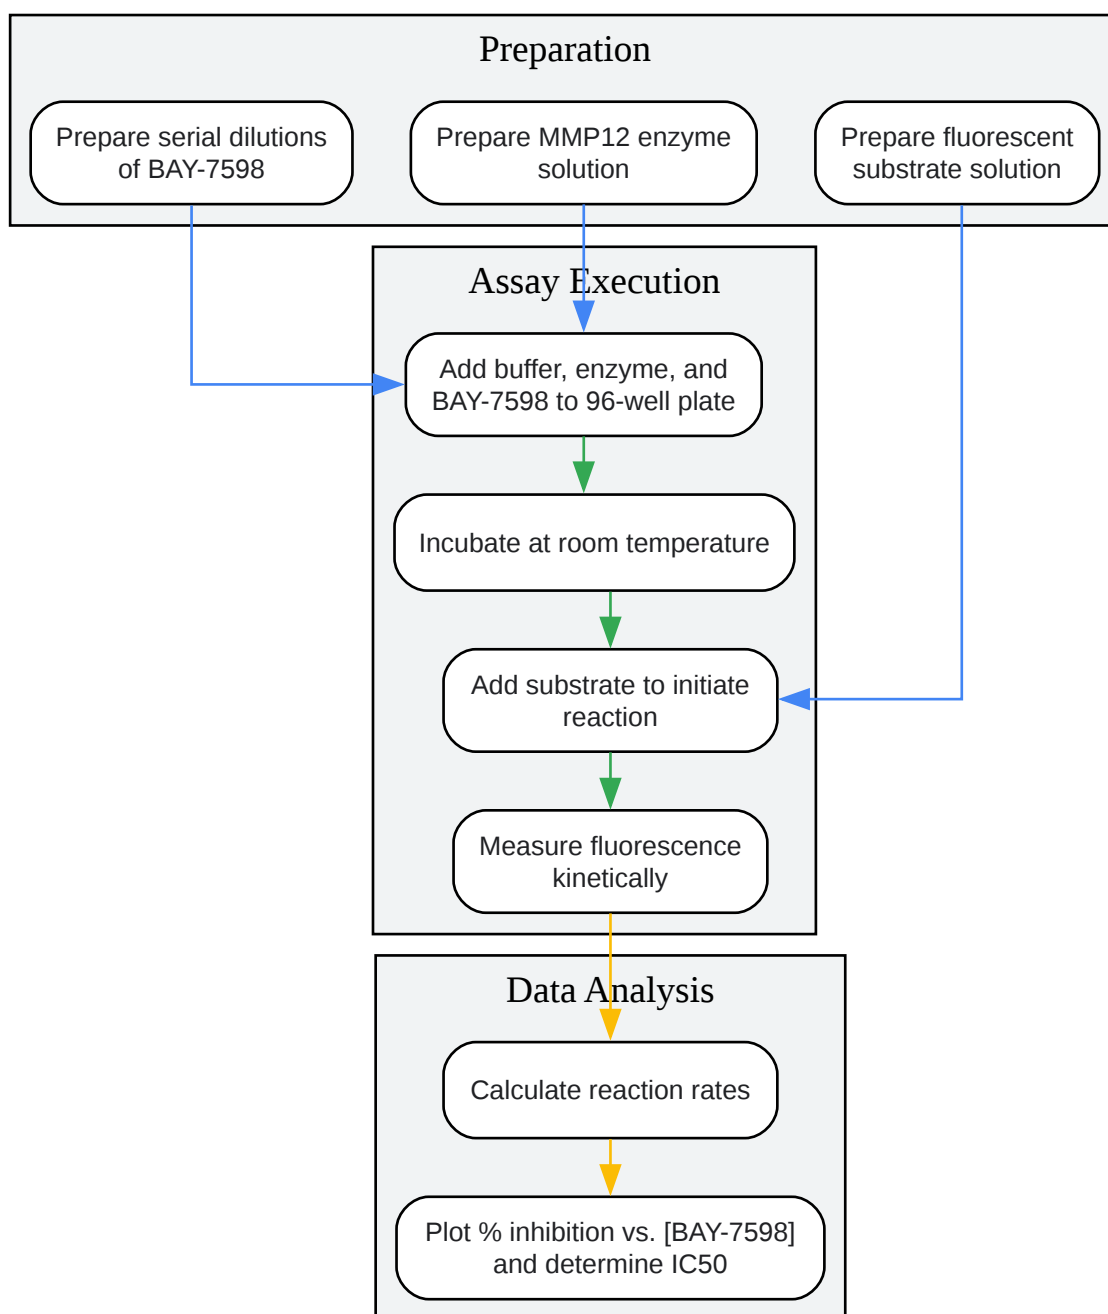 Preparation
Prepare serial dilutions
of BAY-7598
Prepare MMP12 enzyme
solution
Prepare fluorescent
substrate solution
Assay Execution
Add buffer, enzyme, and
BAY-7598 to 96-well plate
Incubate at room temperature
Add substrate to initiate
reaction
Measure fluorescence
kinetically
Data Analysis
Calculate reaction rates
Plot % inhibition vs. [BAY-7598]
and determine IC50